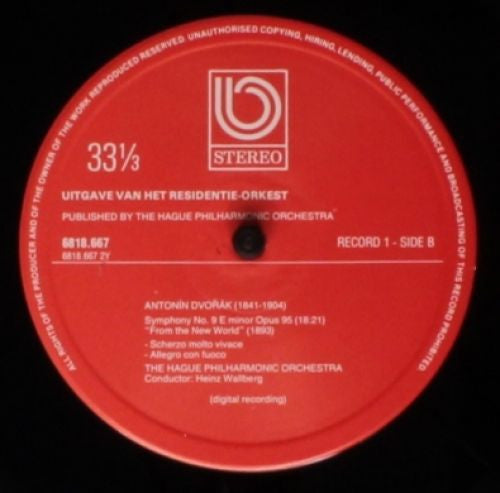 ALL RIGHTS OF THE PRODUCER AND OF THE OWNER OF THE WORK REPRODUCED RESERVED. UNAUTHORISED COPYING, HIRING, LENDING, PUBLIC PERFORMANCE AND BROADCASTING OF THIS RECORD PROHIBITED.
STEREO
33⅓
UITGAVE VAN HET RESIDENTIE-ORKEST
PUBLISHED BY THE HAGUE PHILHARMONIC ORCHESTRA
6818.667
RECORD 1 - SIDE B
6818.667 2Y
ANTONÍN DVOŘÁK (1841-1904)
Symphony No. 9 E minor Opus 95 (18:21)
"From the New World" (1893)
- Scherzo molto vivace
- Allegro con fuoco
THE HAGUE PHILHARMONIC ORCHESTRA
Conductor: Heinz Wallberg
(digital recording)